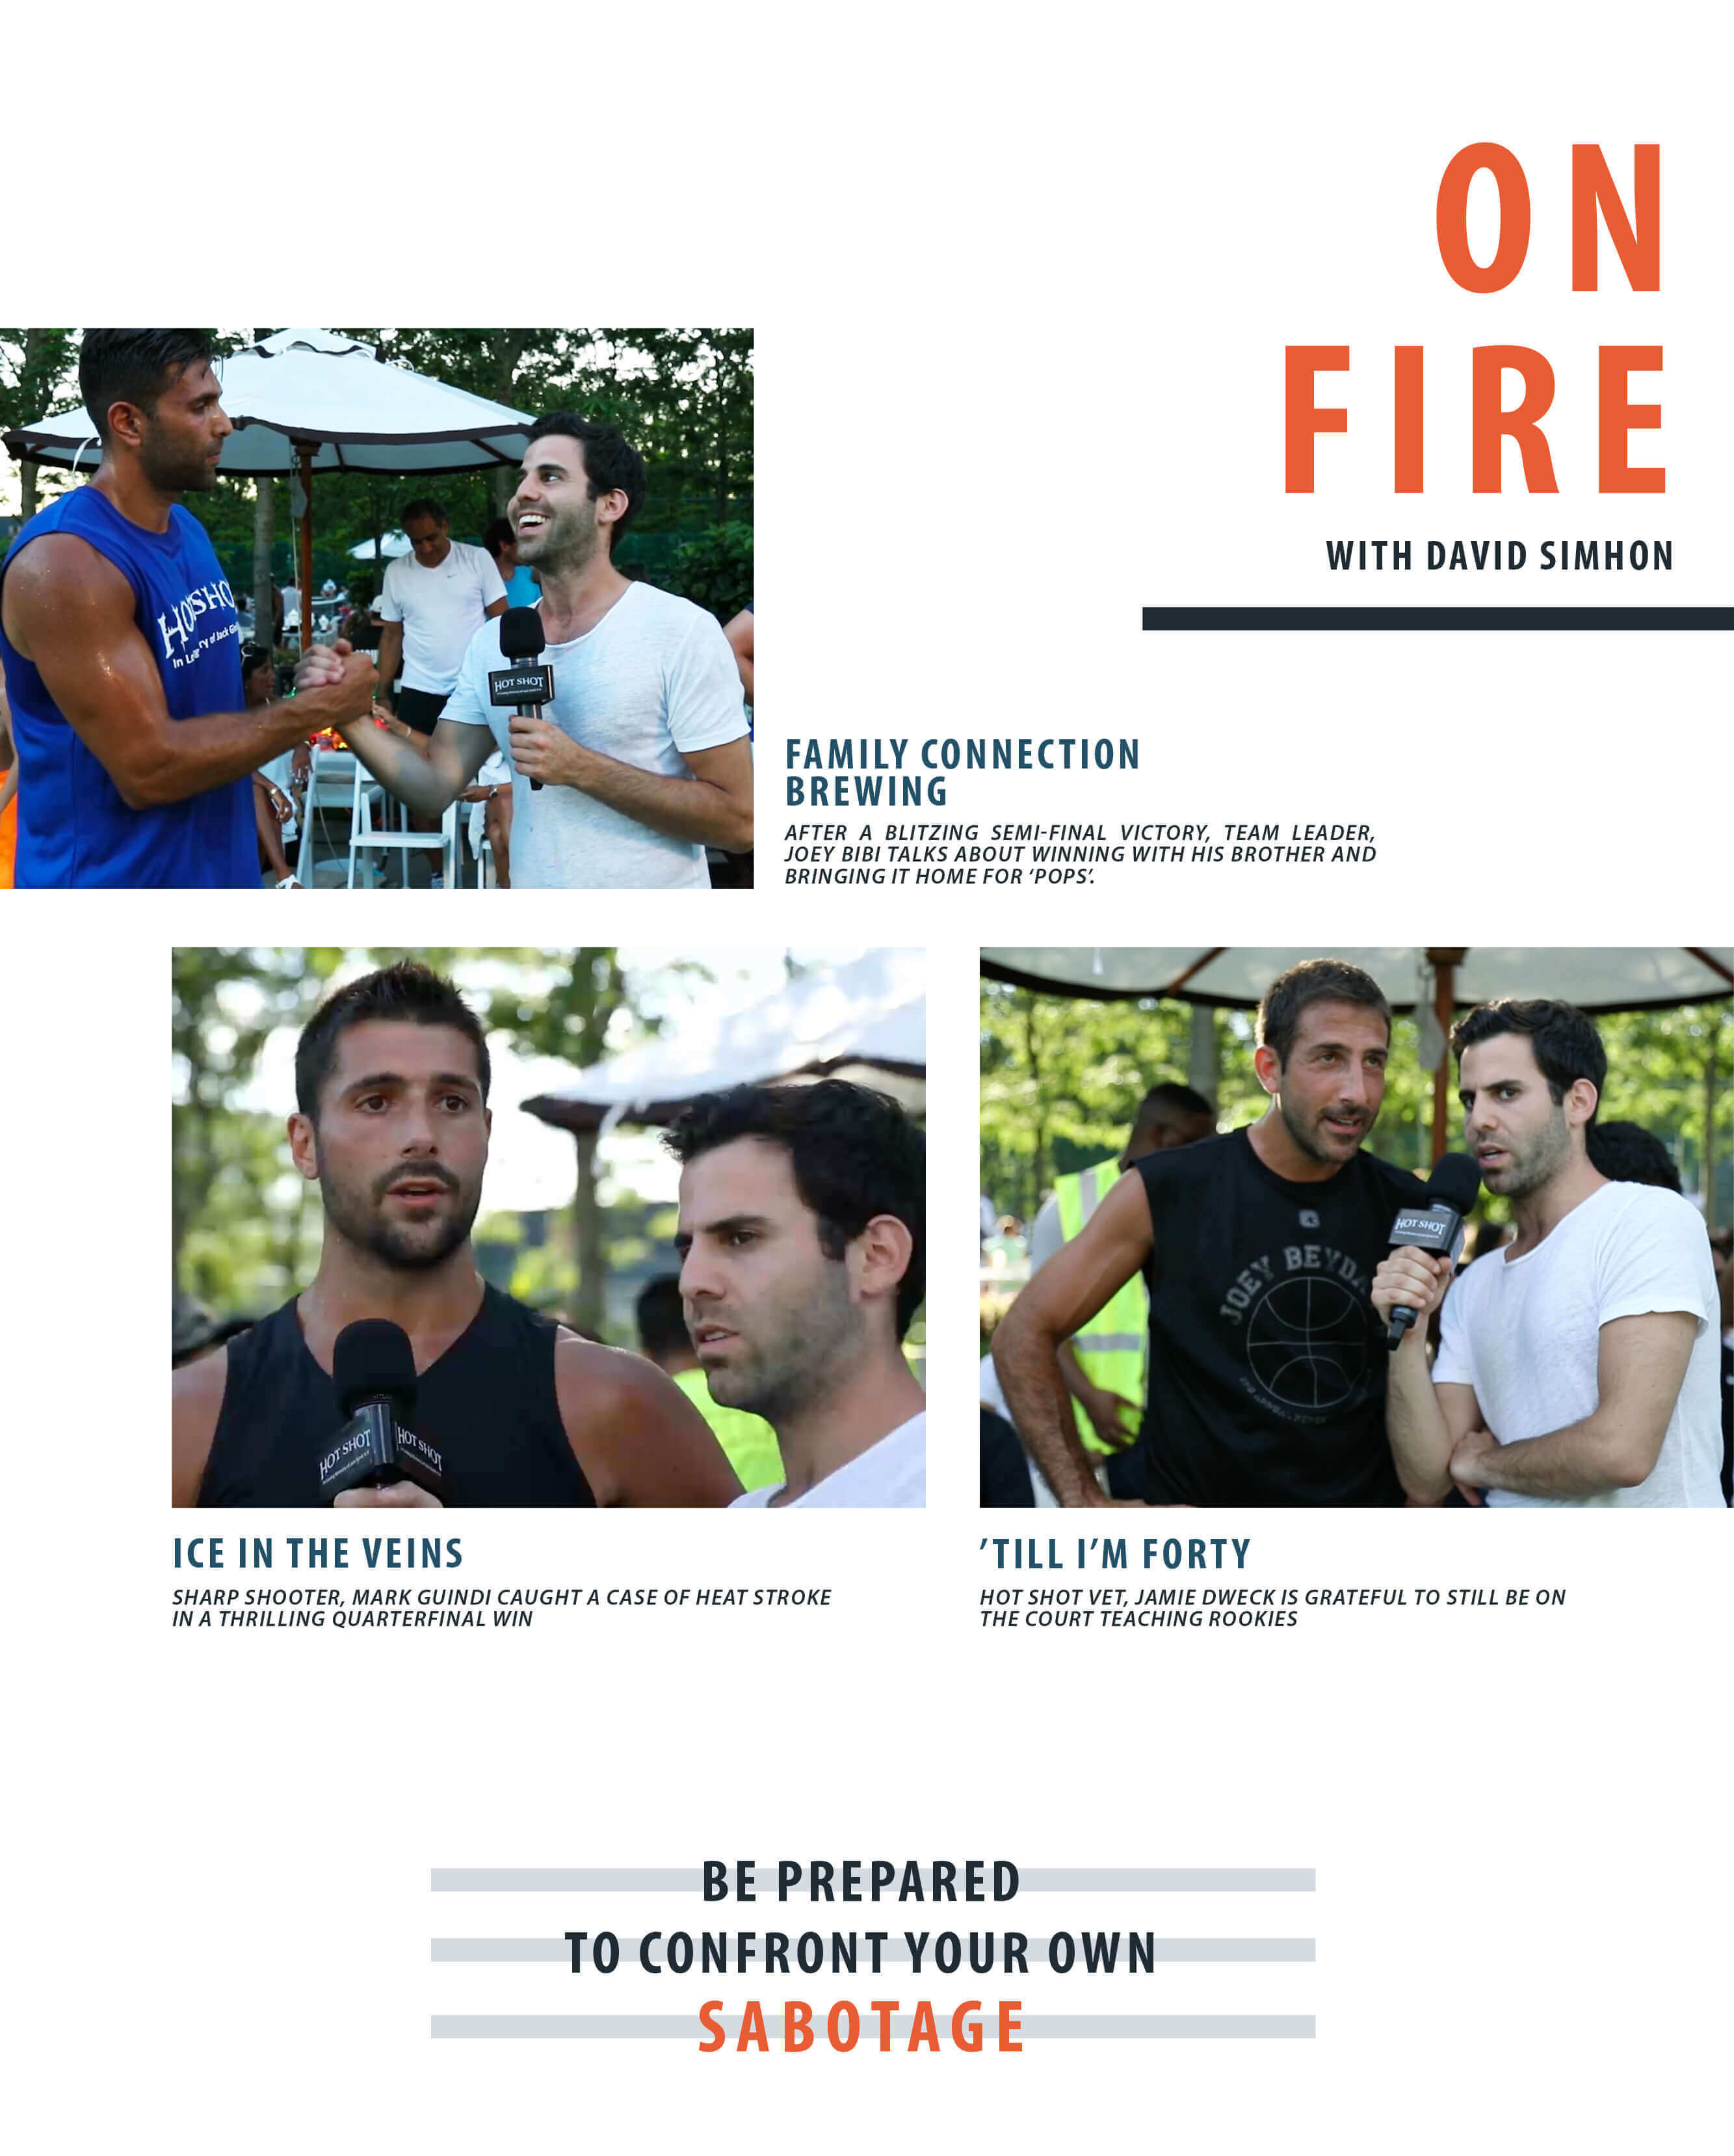 ON
FIRE
WITH DAVID SIMHON
HOT SHOT
FAMILY CONNECTION
BREWING
AFTER A BLITZING SEMI-FINAL VICTORY, TEAM LEADER,
JOEY BIBI TALKS ABOUT WINNING WITH HIS BROTHER AND
BRINGING IT HOME FOR ‘POPS’.
HOT SHOT
HOT SHOT
JOEY
HOT SHOT
ICE IN THE VEINS
SHARP SHOOTER, MARK GUINDI CAUGHT A CASE OF HEAT STROKE
IN A THRILLING QUARTERFINAL WIN
’TILL I’M FORTY
HOT SHOT VET, JAMIE DWECK IS GRATEFUL TO STILL BE ON
THE COURT TEACHING ROOKIES
BE PREPARED
TO CONFRONT YOUR OWN
SABOTAGE